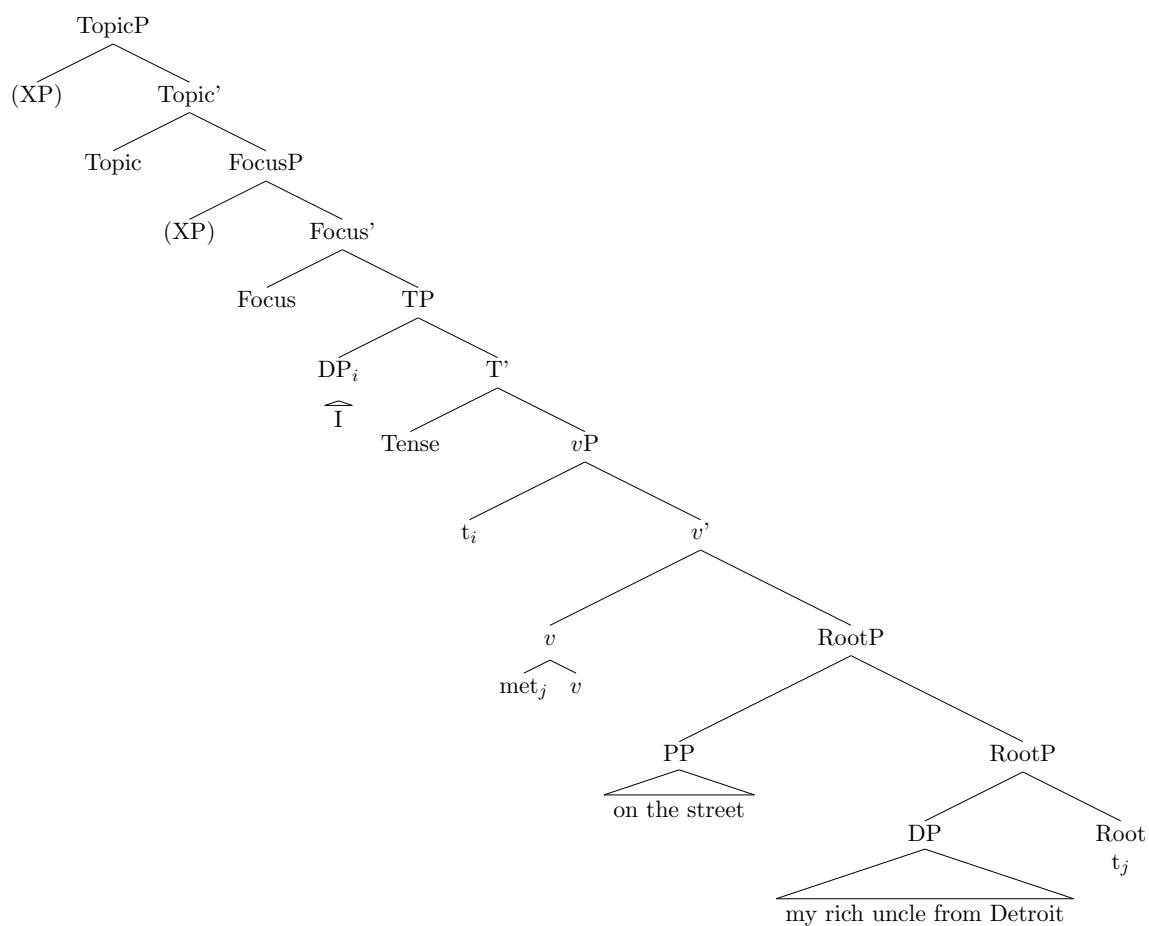 TopicP
(XP) Topic'
Topic FocusP
(XP) Focus'
Focus TP
DP_i T'
I
Tense vP
t_i v'
v RootP
met_j v
PP RootP
on the street
DP Root
t_j
my rich uncle from Detroit